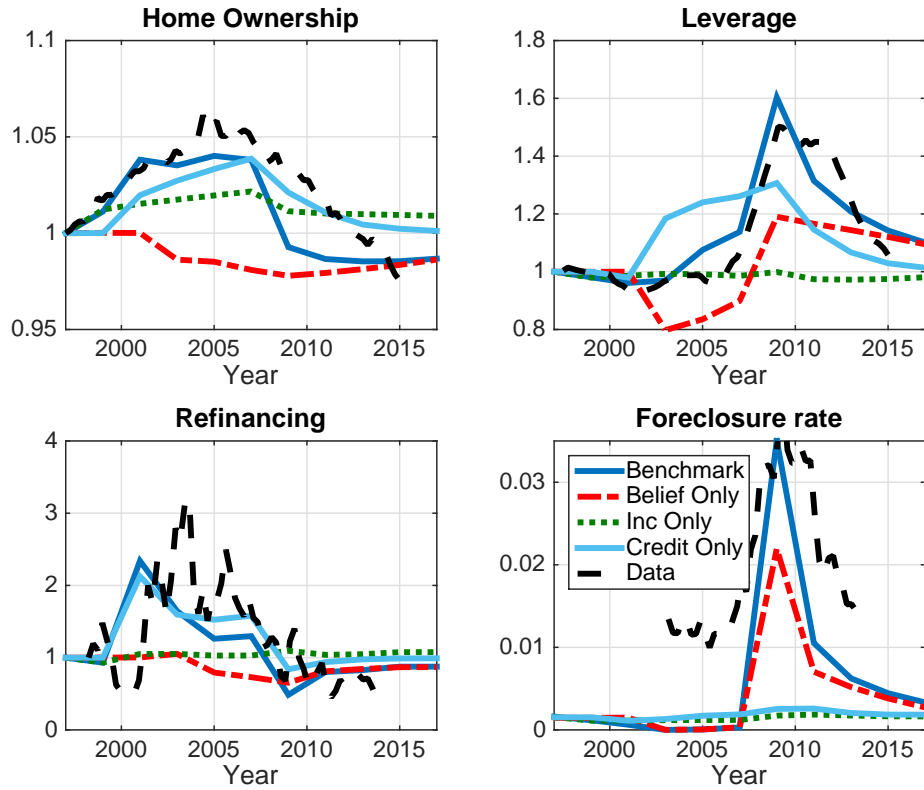 Home Ownership
1.1
1.05
1
0.95
2000 2005 2010 2015
Year
Leverage
1.8
1.6
1.4
1.2
1
0.8
2000 2005 2010 2015
Year
Refinancing
4
3
2
1
0
2000 2005 2010 2015
Year
Foreclosure rate
0.03
0.02
0.01
0
2000 2005 2010 2015
Year
Benchmark
Belief Only
Inc Only
Credit Only
Data